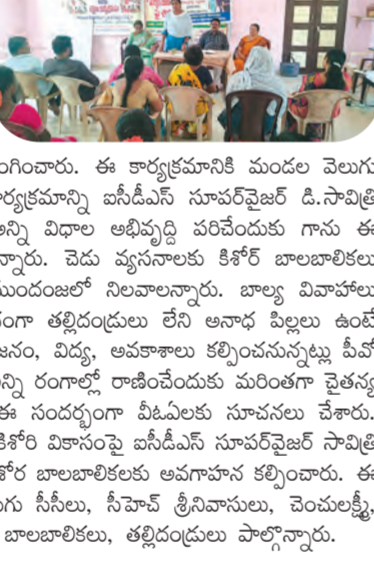 ంగించారు. ఈ కార్యక్రమానికి మండల వెలుగు
ార్యక్రమాన్ని ఐసీడీఎస్ సూపర్‌వైజర్ డి.సావిత్రి
అన్ని విధాల అభివృద్ది పరిచేందుకు గాను ఈ
న్నారు. చెడు వ్యసనాలకు కిశోర్ బాలబాలికలు
ముందంజలో నిలవాలన్నారు. బాల్య వివాహాలు
ంగా తల్లిదండ్రులు లేని అనాధ పిల్లలు ఉంటే
జనం, విద్య, అవకాశాలు కల్పించనున్నట్లు పీవో
న్ని రంగాల్లో రాణించేందుకు మరింతగా చైతన్య
ఈ సందర్భంగా వీఓఏలకు సూచనలు చేశారు.
కిశోరి వికాసంపై ఐసీడీఎస్ సూపర్‌వైజర్ సావిత్రి
శోర బాలబాలికలకు అవగాహన కల్పించారు. ఈ
ుగు సీసీలు, సీహెచ్ శ్రీనివాసులు, చెంచులక్ష్మీ,
బాలబాలికలు, తల్లిదండ్రులు పాల్గొన్నారు.